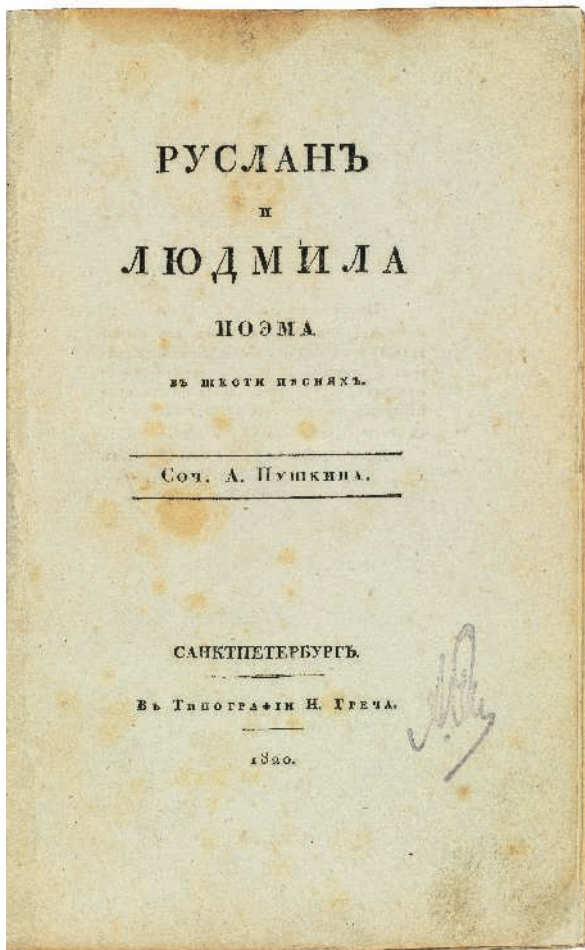 РУСЛАНЪ
И
ЛЮДМИЛА
ПОЭМА
ВЪ ШЕСТИ ПѢСНЯХЪ.
Соч. А. Пушкина.
САНКТПЕТЕРБУРГЪ.
Въ Типографіи Н. Греча.
1820.